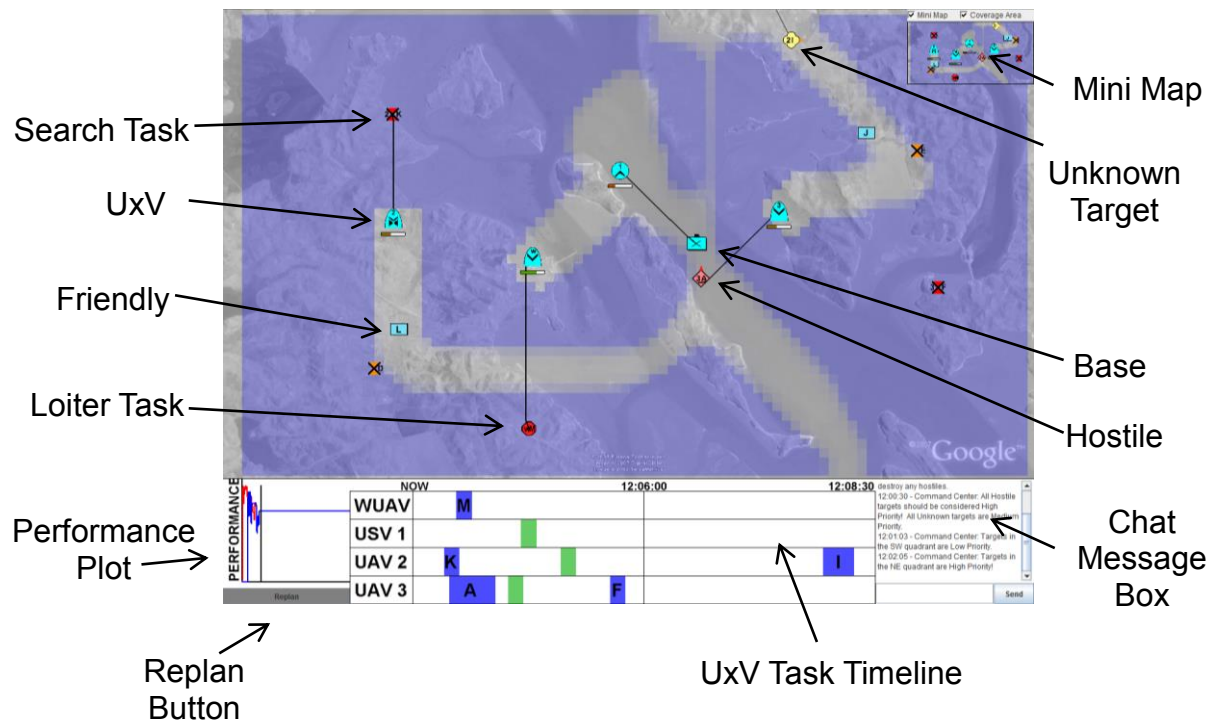 Mini Map
Coverage Area
Search Task
UxV
Friendly
Loiter Task
Performance
Plot
Replan
Button
Mini Map
Unknown
Target
Base
Hostile
Chat
Message
Box
UxV Task Timeline
J
L
Google
PERFORMANCE
Replan
NOW
12:06:00
12:08:30
WUAV
M
USV 1
UAV 2
K
I
UAV 3
A
F
destroy any hostiles.
12:00:30 - Command Center: All Hostile
targets should be considered High
Priority! All Unknown targets are Medium
Priority.
12:01:03 - Command Center: Targets in
the SW quadrant are Low Priority.
12:02:05 - Command Center: Targets in
the NE quadrant are High Priority!
Send